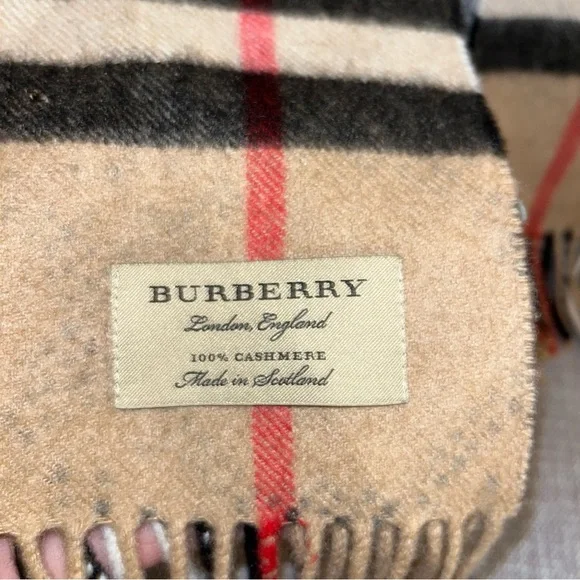 BURBERRY
London, England
100% CASHMERE
Made in Scotland